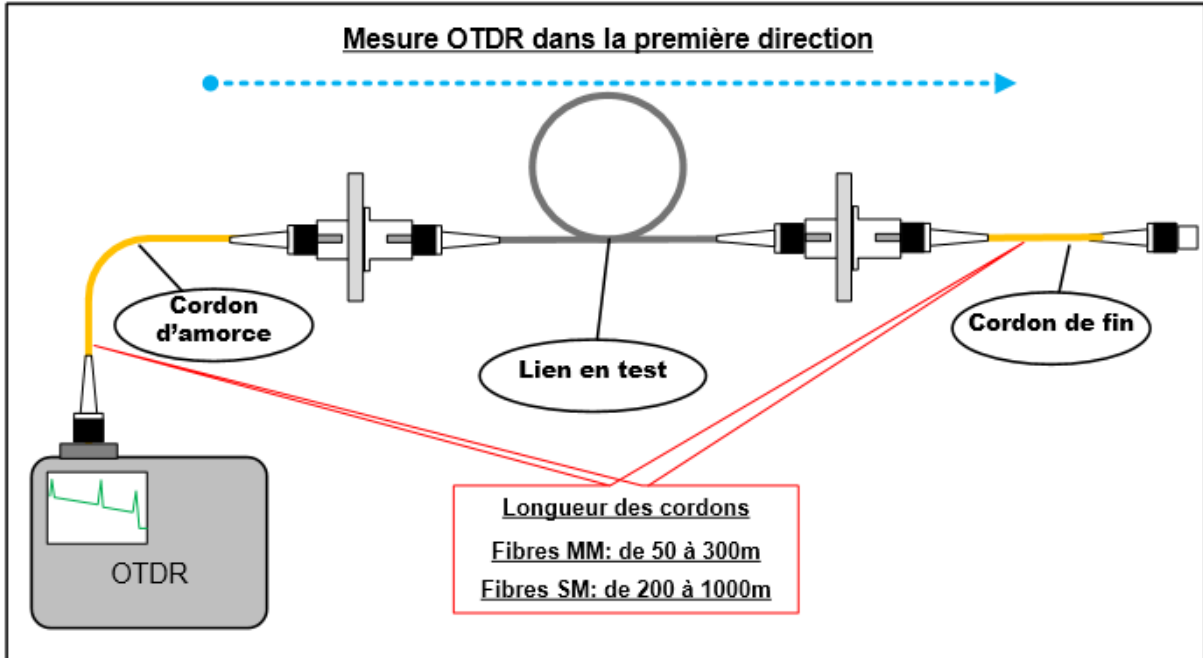 Mesure OTDR dans la première direction
Cordon
d'amorce
Lien en test
Cordon de fin
Longueur des cordons
Fibres MM: de 50 à 300m
Fibres SM: de 200 à 1000m
OTDR